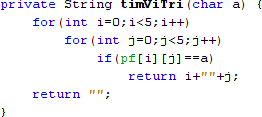 private String timViTri(char a) {
    for(int i=0;i<5;i++)
        for(int j=0;j<5;j++)
            if(pf[i][j]==a)
                return i+""+j;
    return "";
}